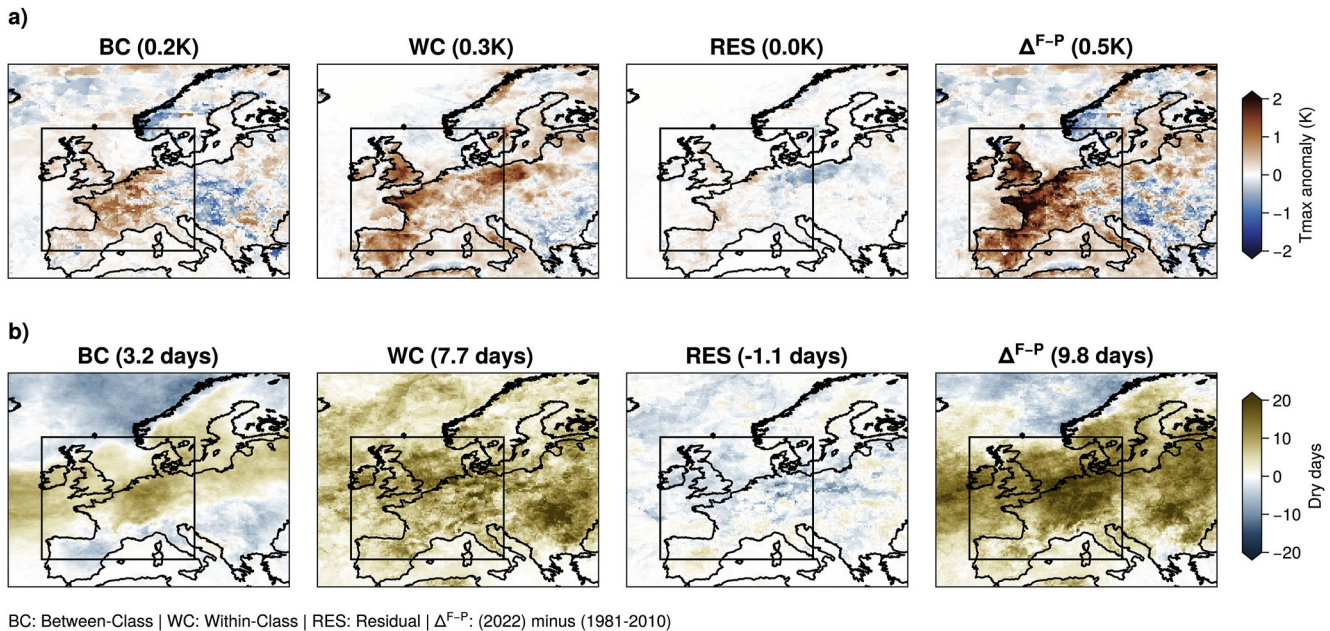 a)
BC (0.2K) WC (0.3K) RES (0.0K) Δ^F−P (0.5K)
2
1
0
−1
−2
Tmax anomaly (K)
b)
BC (3.2 days) WC (7.7 days) RES (-1.1 days) Δ^F−P (9.8 days)
20
10
0
−10
−20
Dry days
BC: Between-Class | WC: Within-Class | RES: Residual | Δ^F−P: (2022) minus (1981-2010)